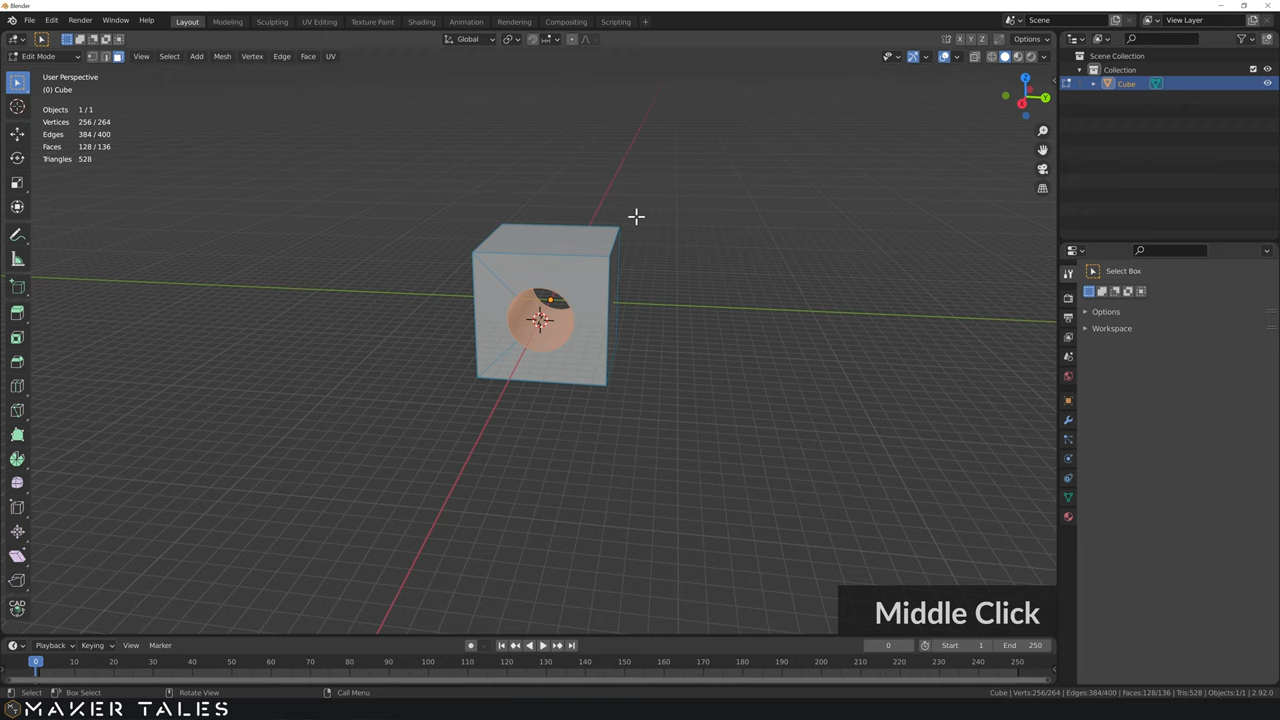 Blender
File Edit Render Window Help Layout Modeling Sculpting UV Editing Texture Paint Shading Animation Rendering Compositing Scripting + Scene View Layer
Global Options
Edit Mode View Select Add Mesh Vertex Edge Face UV
X Y Z
User Perspective
(0) Cube
Objects 1 / 1
Vertices 256 / 264
Edges 384 / 400
Faces 128 / 136
Triangles 528
Z
Y
X
Scene Collection
Collection
Cube
Select Box
Options
Workspace
CAD
Middle Click
Playback Keying View Marker 0 Start 1 End 250
0 10 20 30 40 50 60 70 80 90 100 110 120 130 140 150 160 170 180 190 200 210 220 230 240 250
Select Box Select Rotate View Call Menu Cube | Verts:256/264 | Edges:384/400 | Faces:128/136 | Tris:528 | Objects:1/1 | 2.92.0
MAKER TALES